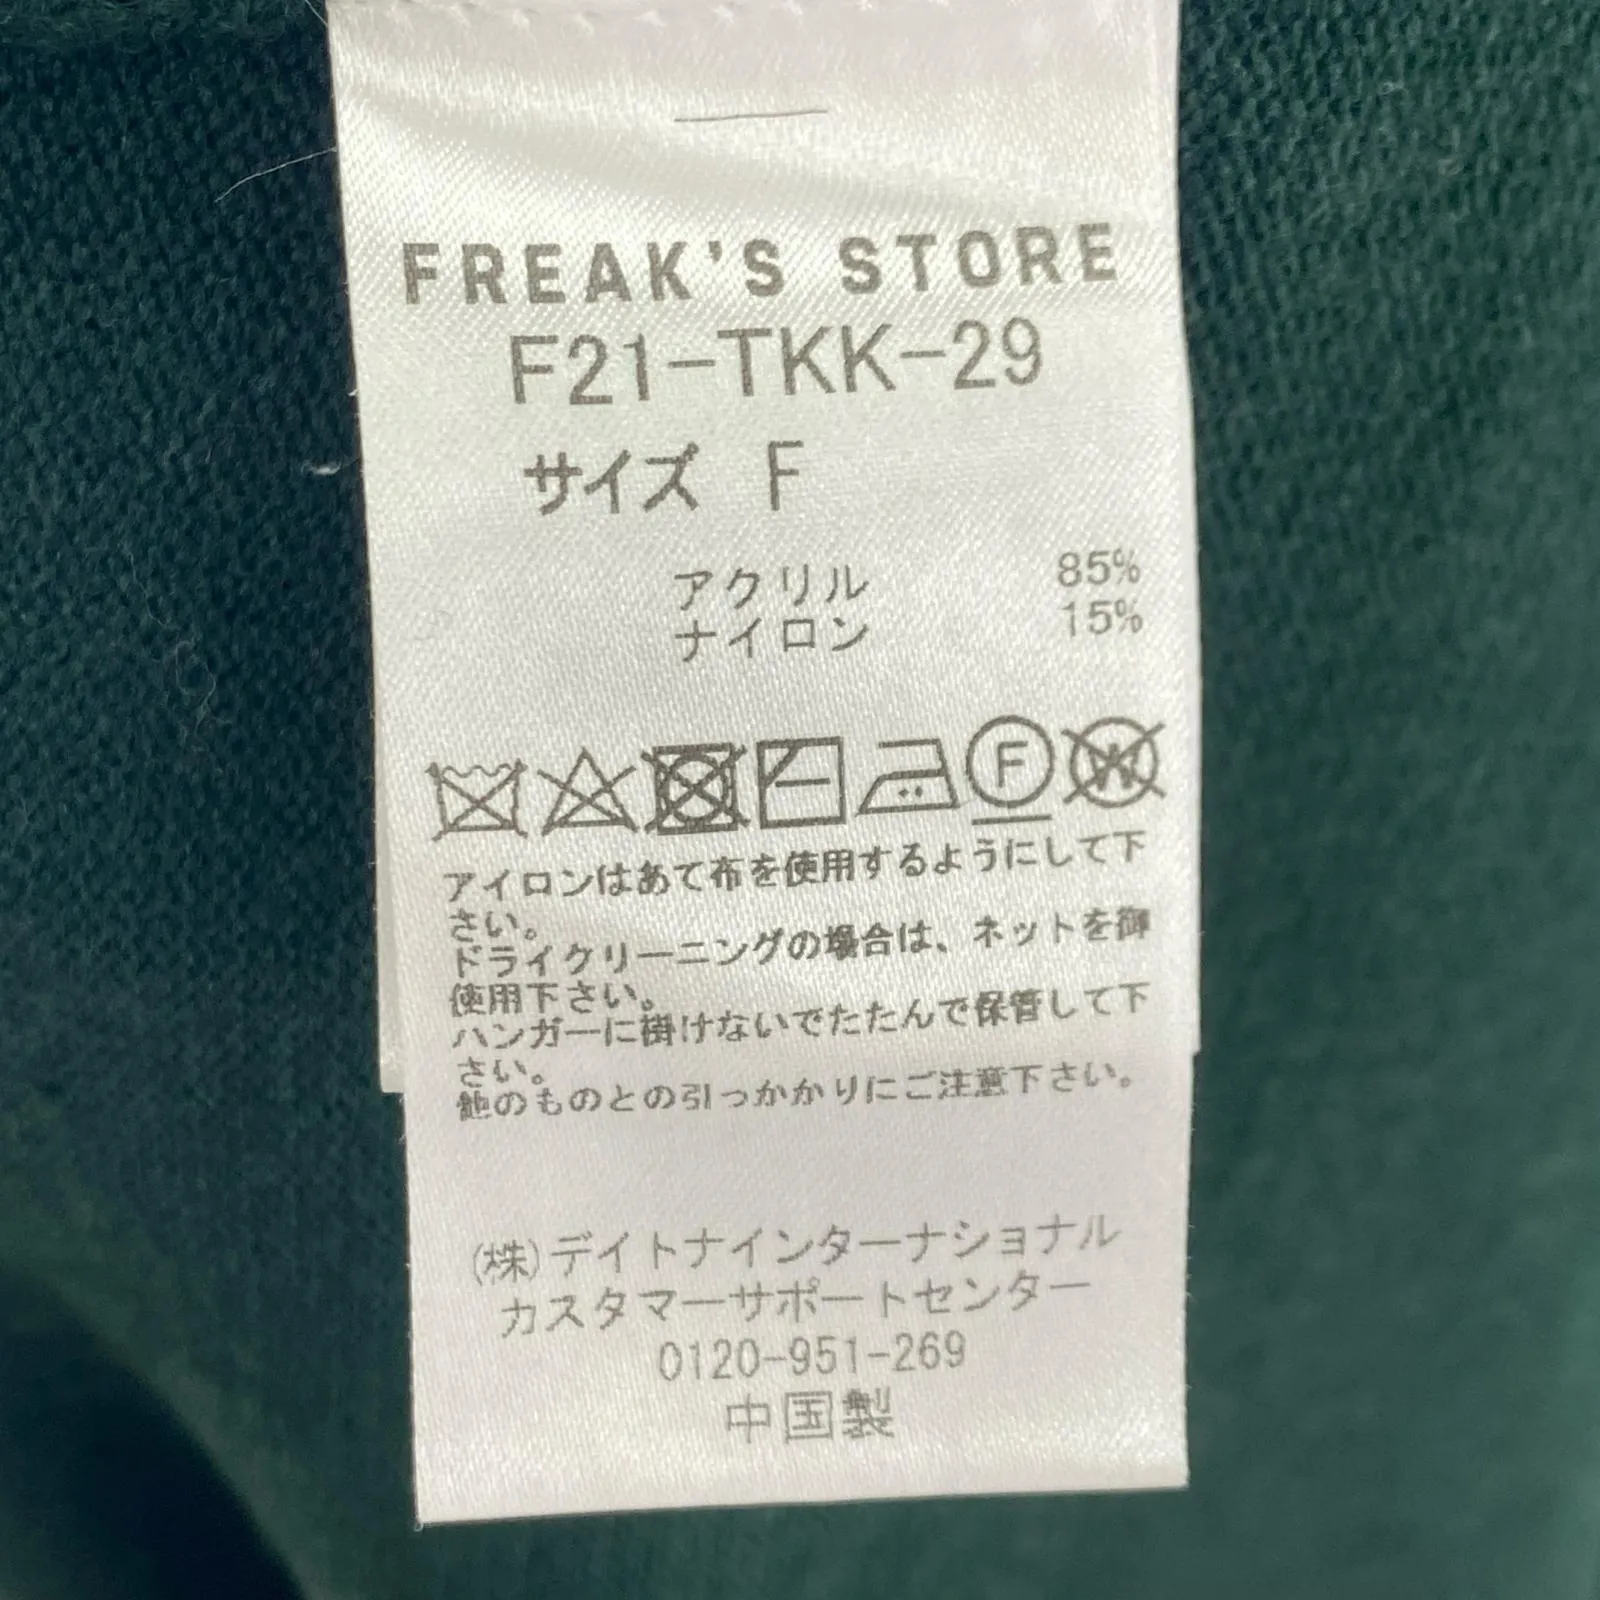 FREAK'S STORE
F21-TKK-29
サイズ F
アクリル 85%
ナイロン 15%
F W
アイロンはあて布を使用するようにして下
さい。
ドライクリーニングの場合は、ネットを御
使用下さい。
ハンガーに掛けないでたたんで保管して下
さい。
他のものとの引っかかりにご注意下さい。
(株)デイトナインターナショナル
カスタマーサポートセンター
0120-951-269
中国製